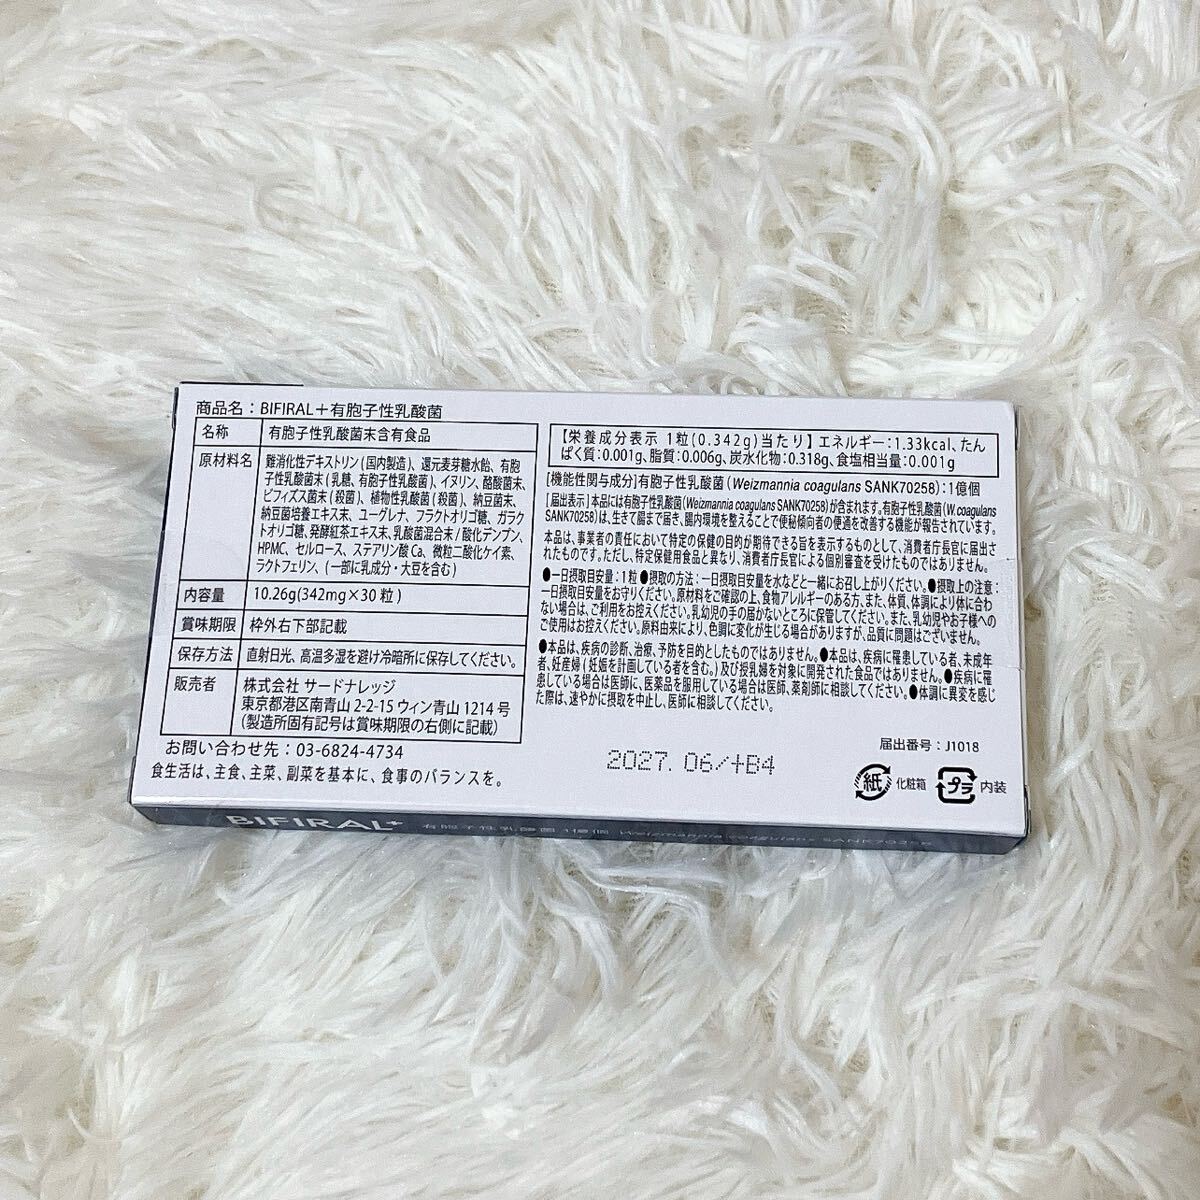 商品名：BIFIRAL＋有胞子性乳酸菌
名称 有胞子性乳酸菌末含有食品
原材料名 難消化性デキストリン(国内製造)、還元麦芽糖水飴、有胞
子性乳酸菌末(乳糖、有胞子性乳酸菌)、イヌリン、酪酸菌末、
ビフィズス菌末(殺菌)、植物性乳酸菌(殺菌)、納豆菌末、
納豆菌培養エキス末、ユーグレナ、フラクトオリゴ糖、ガラク
トオリゴ糖、発酵紅茶エキス末、乳酸菌混合末/酸化デンプン、
HPMC、セルロース、ステアリン酸Ca、微粒二酸化ケイ素、
ラクトフェリン、(一部に乳成分・大豆を含む)
内容量 10.26g(342mg×30粒)
賞味期限 枠外右下部記載
保存方法 直射日光、高温多湿を避け冷暗所に保存してください。
販売者 株式会社 サードナレッジ
東京都港区南青山 2-2-15 ウィン青山 1214号
(製造所固有記号は賞味期限の右側に記載)
お問い合わせ先：03-6824-4734
食生活は、主食、主菜、副菜を基本に、食事のバランスを。
【栄養成分表示 1粒(0.342g)当たり】エネルギー：1.33kcal、たん
ぱく質：0.001g、脂質：0.006g、炭水化物：0.318g、食塩相当量：0.001g
[機能性関与成分]有胞子性乳酸菌(Weizmannia coagulans SANK70258)：1億個
[届出表示]本品には有胞子性乳酸菌(Weizmannia coagulans SANK70258)が含まれます。有胞子性乳酸菌(W. coagulans
SANK70258)は、生きて腸まで届き、腸内環境を整えることで便秘傾向者の便通を改善する機能が報告されています。
本品は、事業者の責任において特定の保健の目的が期待できる旨を表示するものとして、消費者庁長官に届出さ
れたものです。ただし、特定保健用食品と異なり、消費者庁長官による個別審査を受けたものではありません。
●一日摂取目安量：1粒●摂取の方法：一日摂取目安量を水などと一緒にお召し上がりください。●摂取上の注意：
一日摂取目安量をお守りください。原材料をご確認の上、食物アレルギーのある方、また、体質、体調により体に合わ
ない場合は、ご利用をお控えください。乳幼児の手の届かないところに保管してください。また、乳幼児やお子様への
ご使用はお控えください。原料由来により、色調に変化が生じる場合がありますが、品質に問題はございません。
●本品は、疾病の診断、治療、予防を目的としたものではありません。●本品は、疾病に罹患している者、未成年
者、妊産婦(妊娠を計画している者を含む。)及び授乳婦を対象に開発された食品ではありません。●疾病に罹
患している場合は医師に、医薬品を服用している場合は医師、薬剤師に相談してください。●体調に異変を感じ
た際は、速やかに摂取を中止し、医師に相談してください。
届出番号：J1018
2027. 06/+B4
紙 化粧箱 プラ 内装
BIFIRAL+ 有胞子性乳酸菌 1億個 Weizmannia coagulans SANK70258